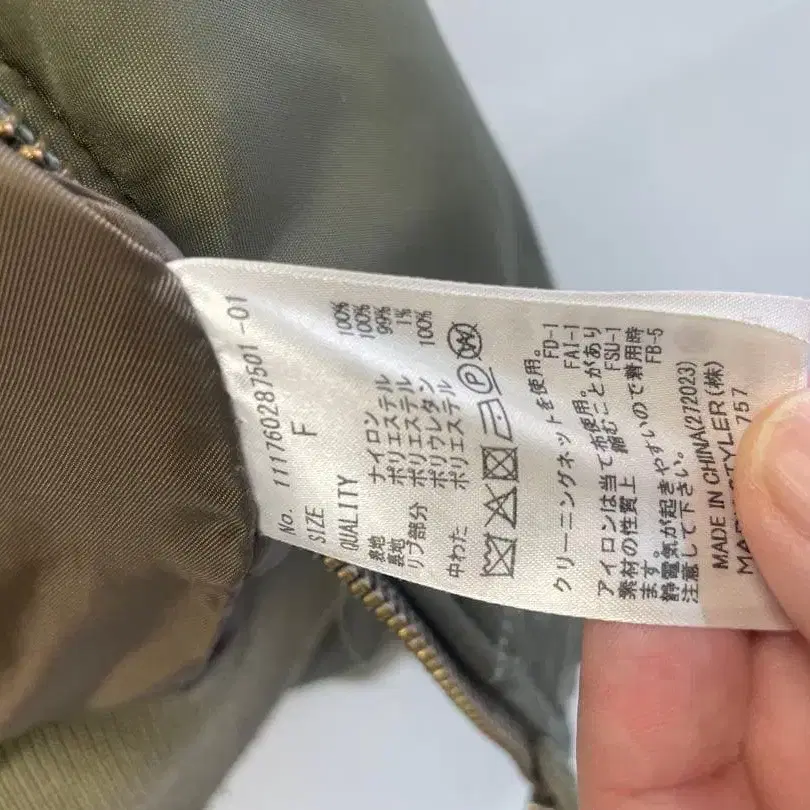 No. 111760287501-01
SIZE F
QUALITY
表地 ナイロン 100%
裏地 ポリエステル 100%
リブ部分 ポリエステル 99%
ポリウレタン 1%
中わた ポリエステル 100%
P
W
クリーニングネットを使用。 FD-1
アイロンは当て布使用。 FAI-1
素材の性質上 縮むことがあり
ます。 FSU-1
静電気が起きやすいので着用時
注意して下さい。 FB-5
MADE IN CHINA(272023)
STYLER(株)
757